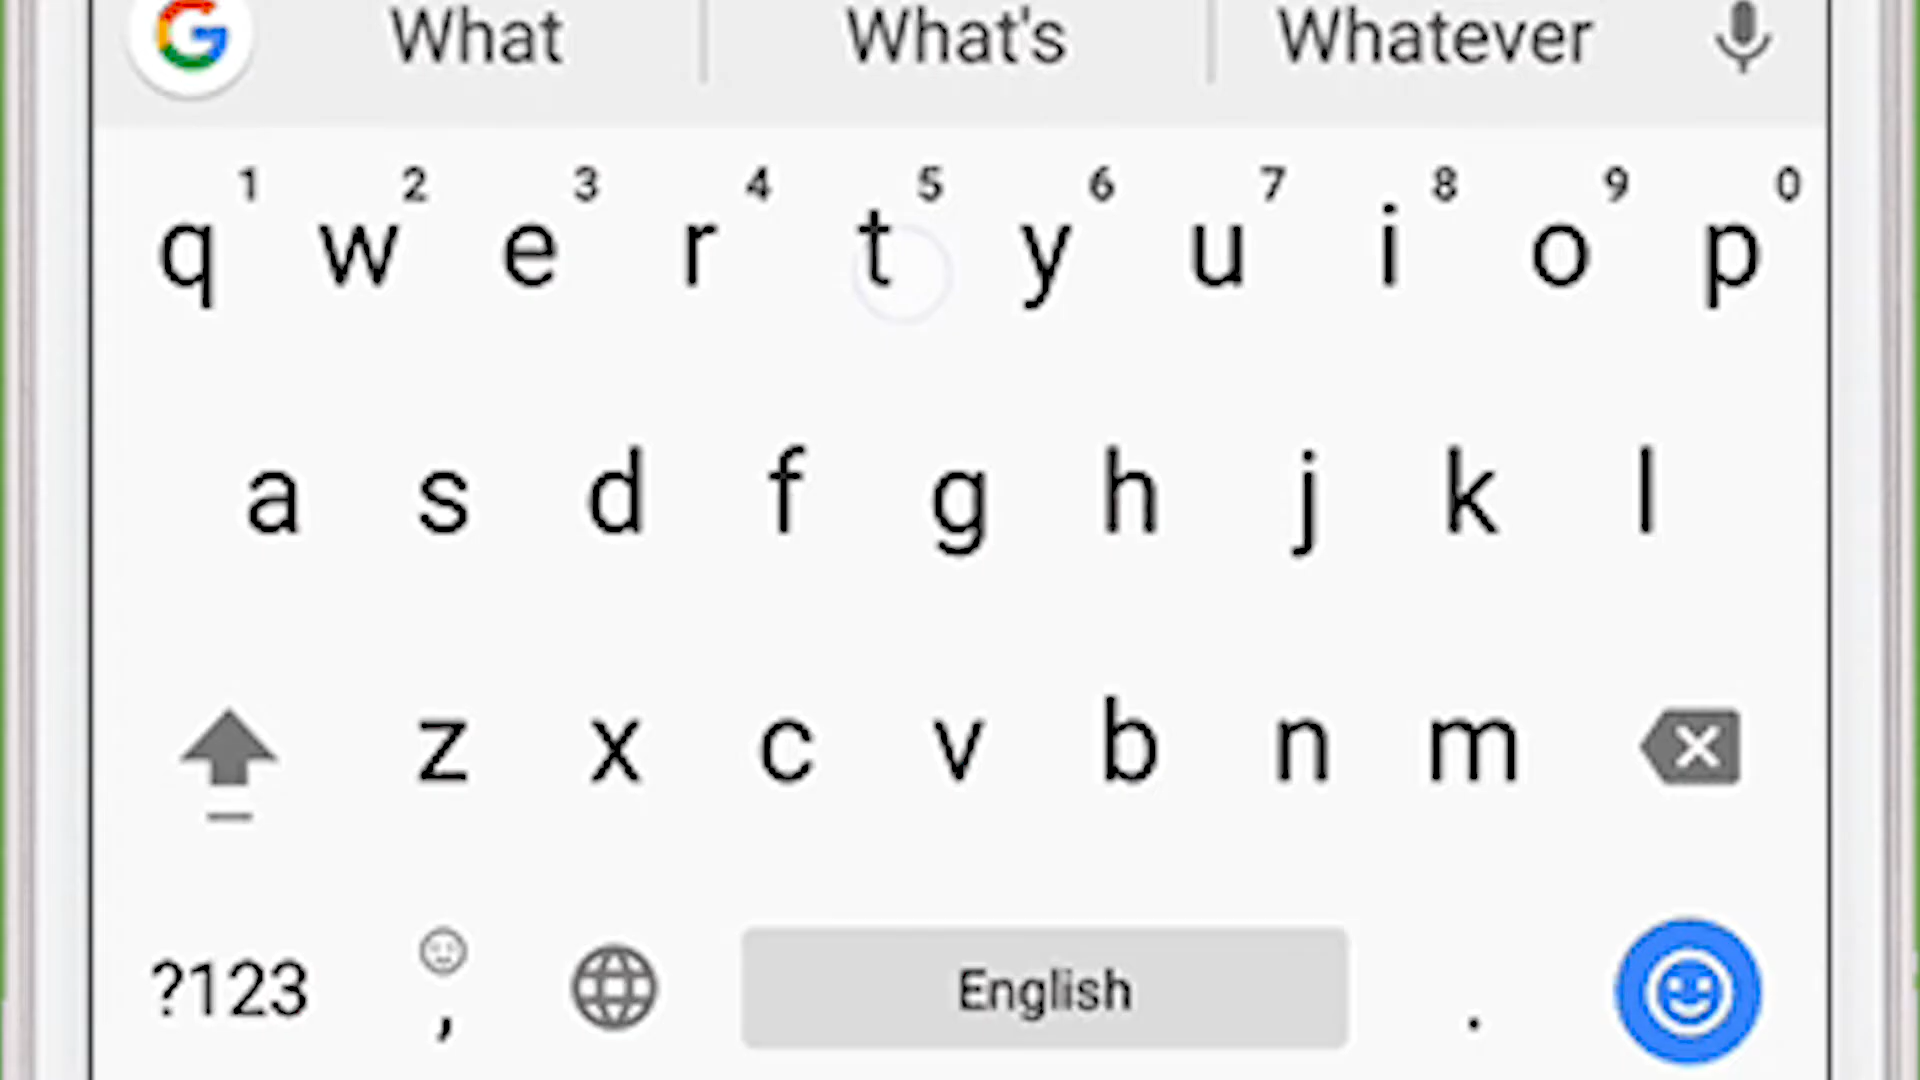 G What What's Whatever
1 2 3 4 5 6 7 8 9 0
q w e r t y u i o p
a s d f g h j k l
z x c v b n m
?123 , English .